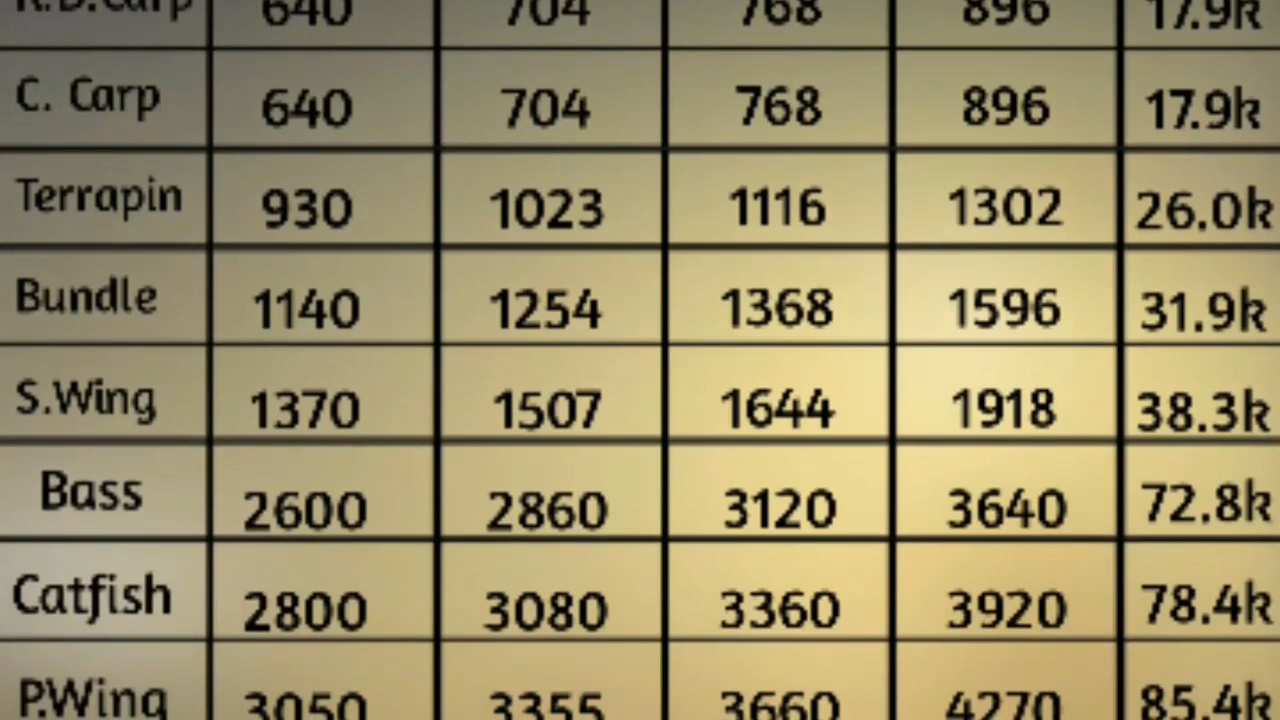 R.D.Carp 640 704 768 896 17.9k
C. Carp 640 704 768 896 17.9k
Terrapin 930 1023 1116 1302 26.0k
Bundle 1140 1254 1368 1596 31.9k
S.Wing 1370 1507 1644 1918 38.3k
Bass 2600 2860 3120 3640 72.8k
Catfish 2800 3080 3360 3920 78.4k
P.Wing 3050 3355 3660 4270 85.4k